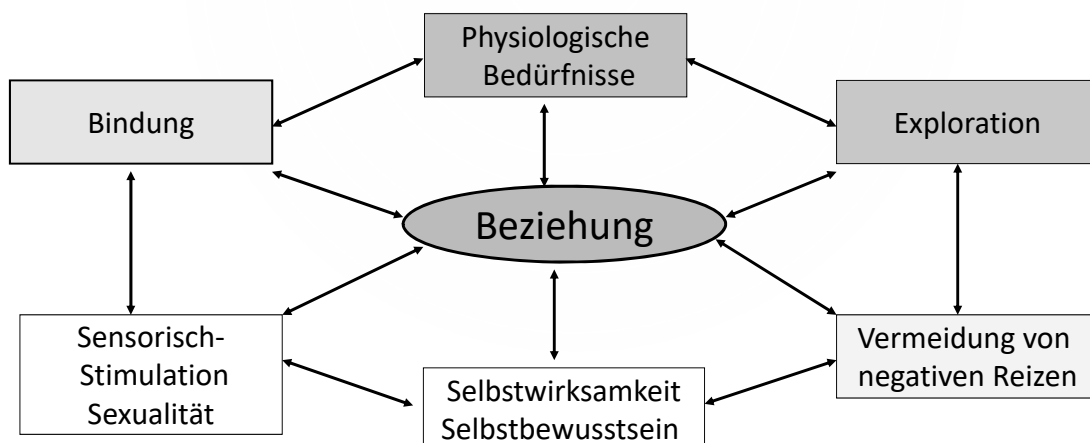 Physiologische
Bedürfnisse
Bindung
Exploration
Beziehung
Sensorisch-
Stimulation
Sexualität
Selbstwirksamkeit
Selbstbewusstsein
Vermeidung von
negativen Reizen